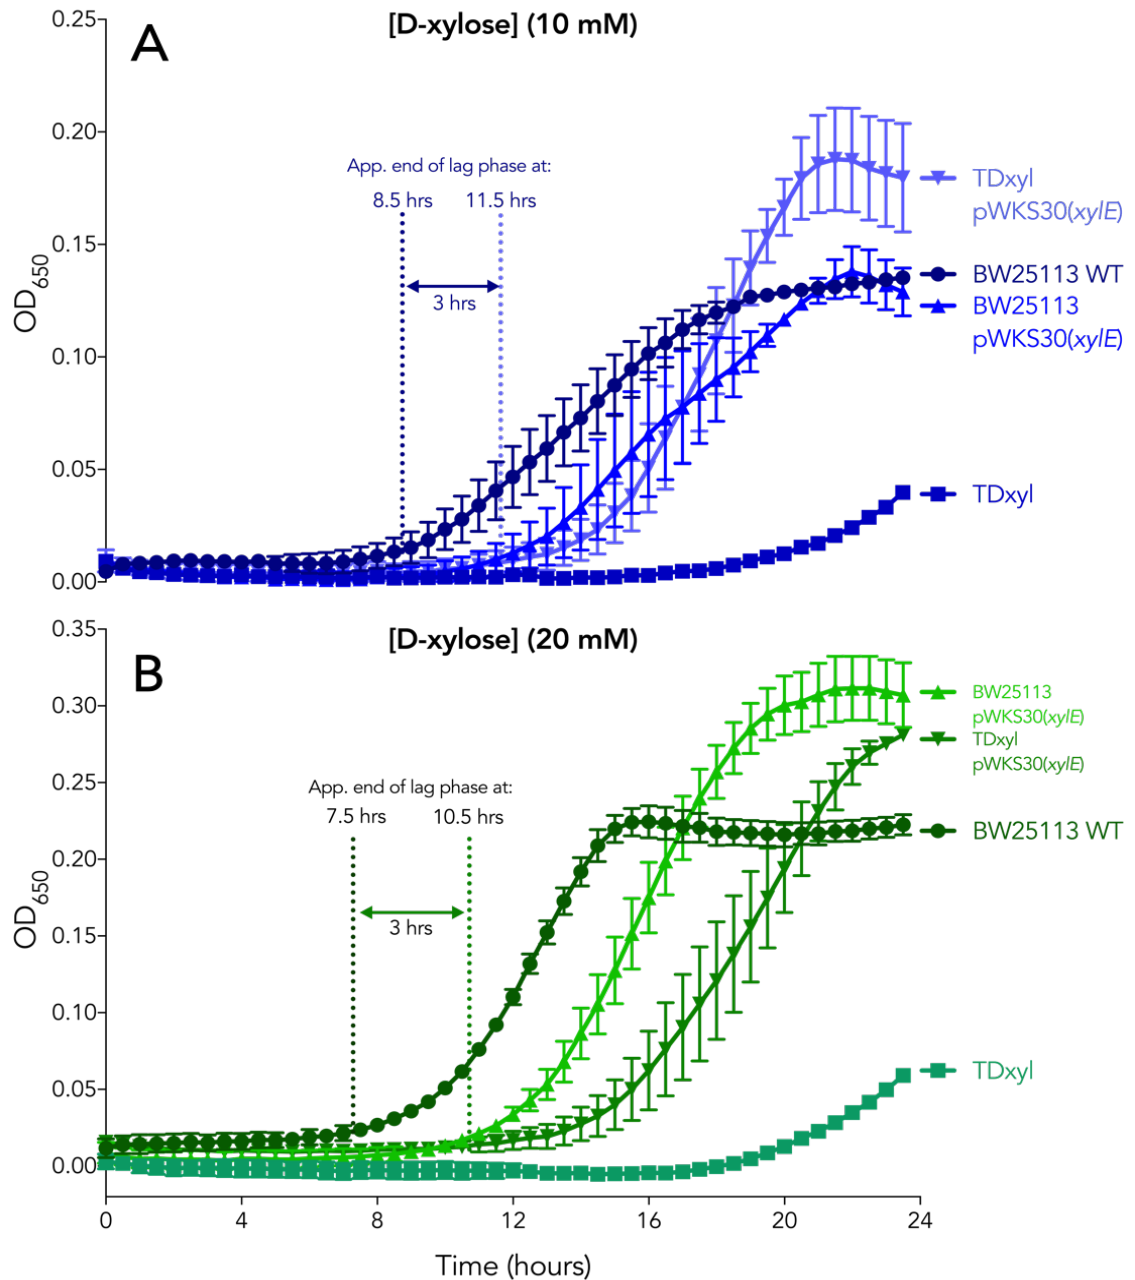 A
[D-xylose] (10 mM)
0.25
0.20
0.15
0.10
0.05
0.00
OD650
App. end of lag phase at:
8.5 hrs 11.5 hrs
3 hrs
TDxyl
pWKS30(xylE)
BW25113 WT
BW25113
pWKS30(xylE)
TDxyl
B
[D-xylose] (20 mM)
0.35
0.30
0.25
0.20
0.15
0.10
0.05
0.00
OD650
App. end of lag phase at:
7.5 hrs 10.5 hrs
3 hrs
BW25113
pWKS30(xylE)
TDxyl
pWKS30(xylE)
BW25113 WT
TDxyl
0 4 8 12 16 20 24
Time (hours)